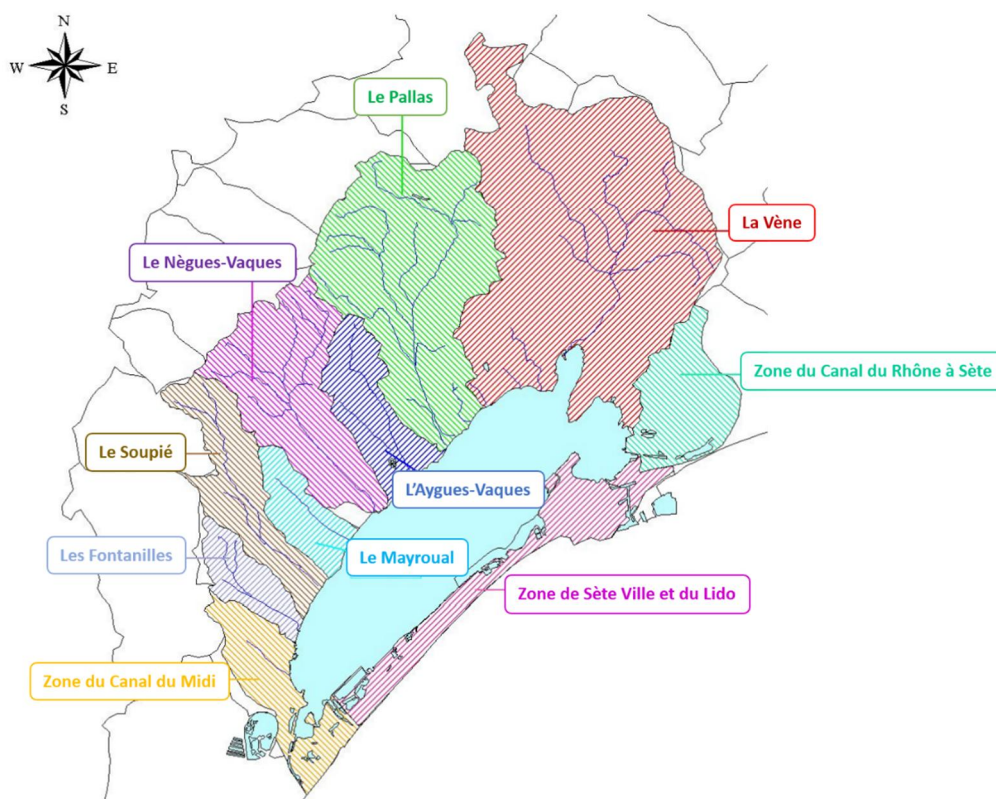 N
W E
S
Le Pallas
La Vène
Le Nègues-Vaques
Zone du Canal du Rhône à Sète
Le Soupié
L'Aygues-Vaques
Les Fontanilles
Le Mayroual
Zone de Sète Ville et du Lido
Zone du Canal du Midi